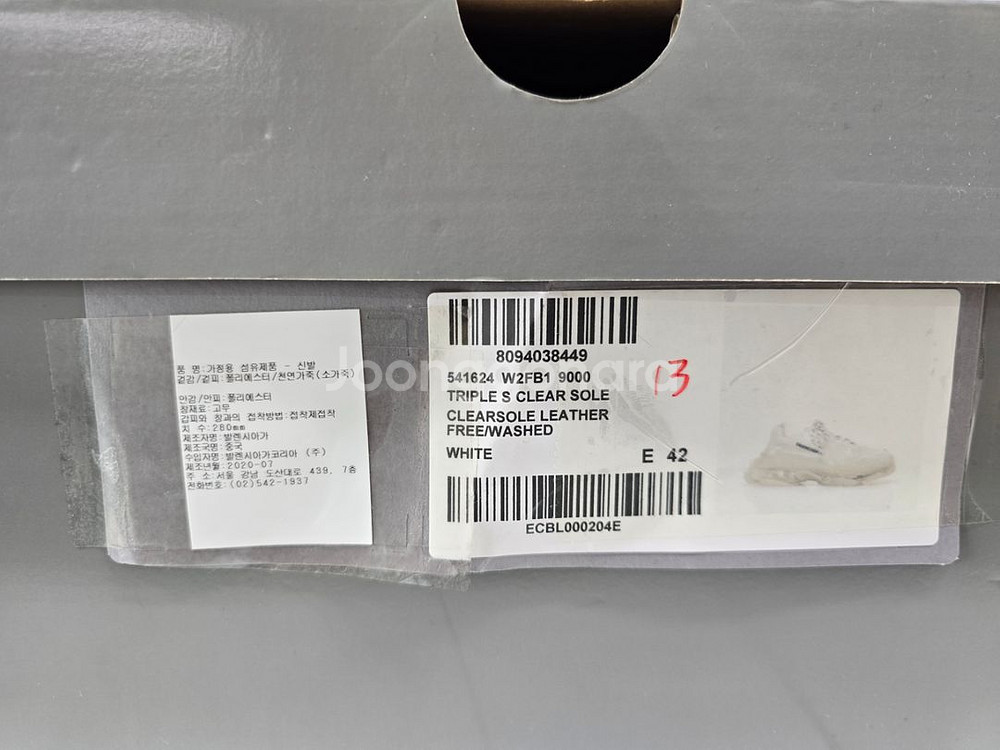 품 명:가정용 섬유제품 - 신발
겉감/겉피:폴리에스터/천연가죽(소가죽)
안감/안피:폴리에스터
창재료:고무
갑피와 창과의 접착방법:접착제접착
치 수:280mm
제조자명:발렌시아가
제조국명:중국
수입자명:발렌시아가코리아 (주)
제조년월:2020-07
주 소:서울 강남 도산대로 439, 7층
전화번호:(02)542-1937
8094038449
541624 W2FB1 9000
13
TRIPLE S CLEAR SOLE
CLEARSOLE LEATHER
FREE/WASHED
WHITE E 42
ECBL000204E
Joonggonara